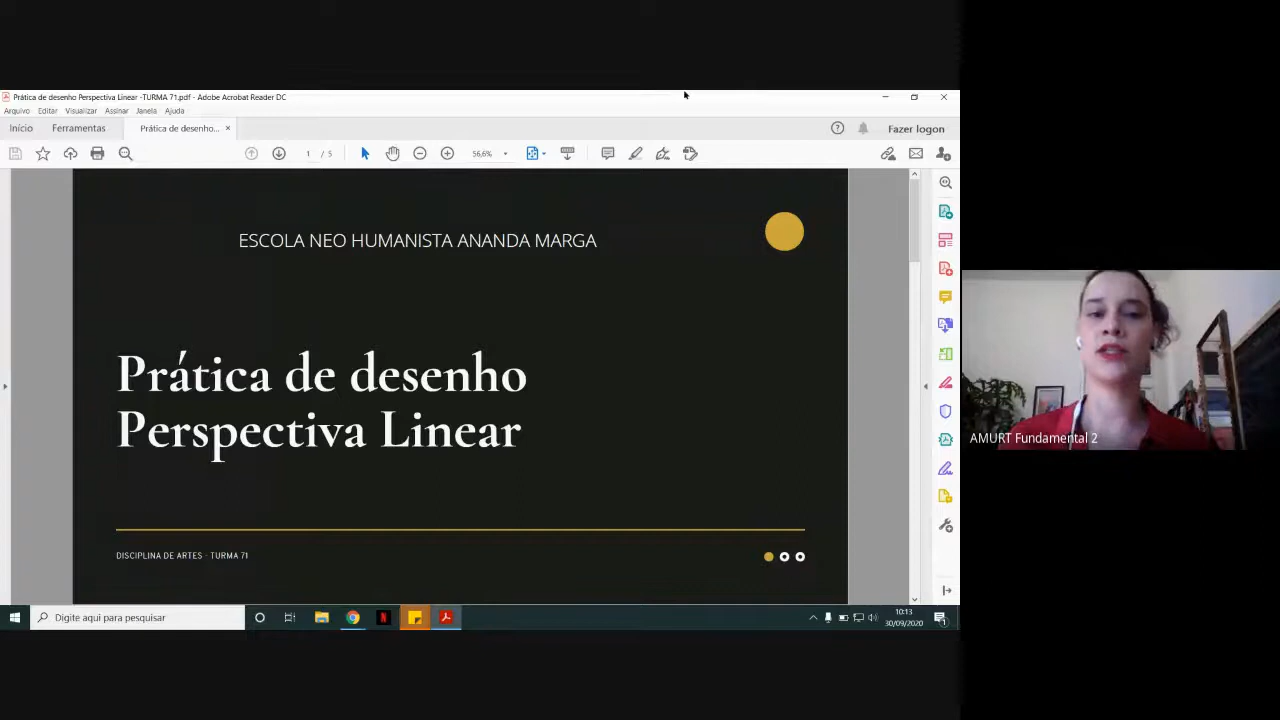 Prática de desenho Perspectiva Linear -TURMA 71.pdf - Adobe Acrobat Reader DC
Arquivo Editar Visualizar Assinar Janela Ajuda
Início Ferramentas Prática de desenho... × Fazer logon
1 / 5 56,6%
ESCOLA NEO HUMANISTA ANANDA MARGA
Prática de desenho
Perspectiva Linear
DISCIPLINA DE ARTES · TURMA 71
AMURT Fundamental 2
Digite aqui para pesquisar
10:13
30/09/2020